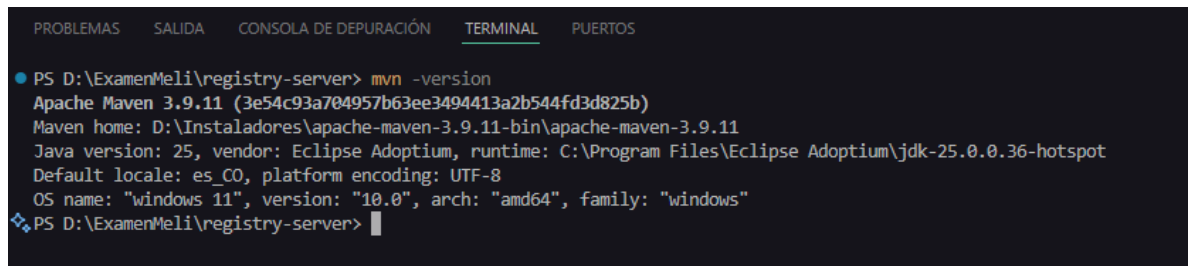 PROBLEMAS SALIDA CONSOLA DE DEPURACIÓN TERMINAL PUERTOS
PS D:\ExamenMeli\registry-server> mvn -version
Apache Maven 3.9.11 (3e54c93a704957b63ee3494413a2b544fd3d825b)
Maven home: D:\Instaladores\apache-maven-3.9.11-bin\apache-maven-3.9.11
Java version: 25, vendor: Eclipse Adoptium, runtime: C:\Program Files\Eclipse Adoptium\jdk-25.0.0.36-hotspot
Default locale: es_CO, platform encoding: UTF-8
OS name: "windows 11", version: "10.0", arch: "amd64", family: "windows"
PS D:\ExamenMeli\registry-server>